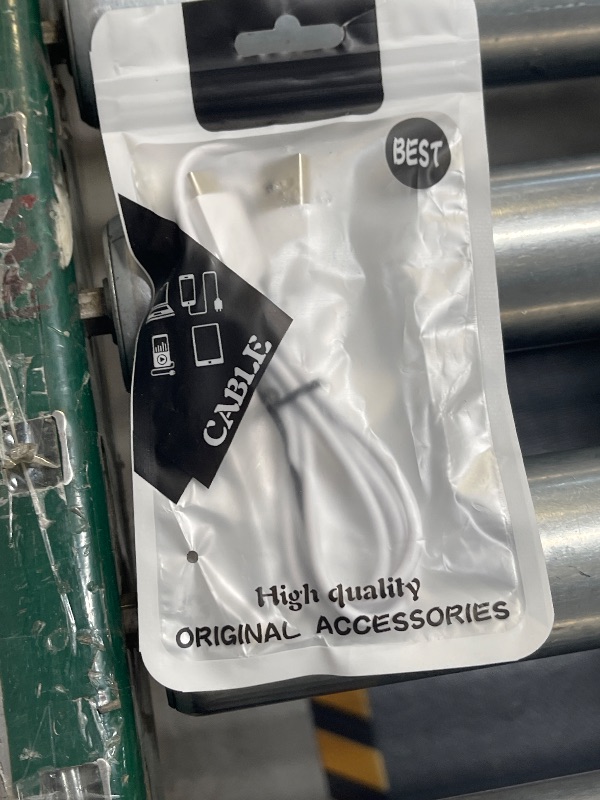 BEST
CABLE
High quality
ORIGINAL ACCESSORIES